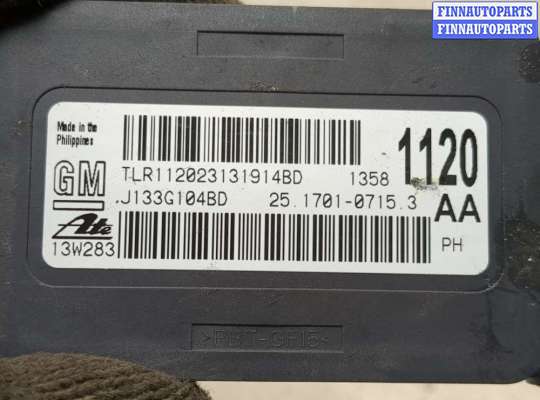 FINNAUTOPARTS
FINNAUTOPARTS
Made in the
Philippines
GM
TLR112023131914BD 1358
.J133G104BD 25.1701-0715.3
1120
AA
Ate
13W283
PH
>PBT-GF15<